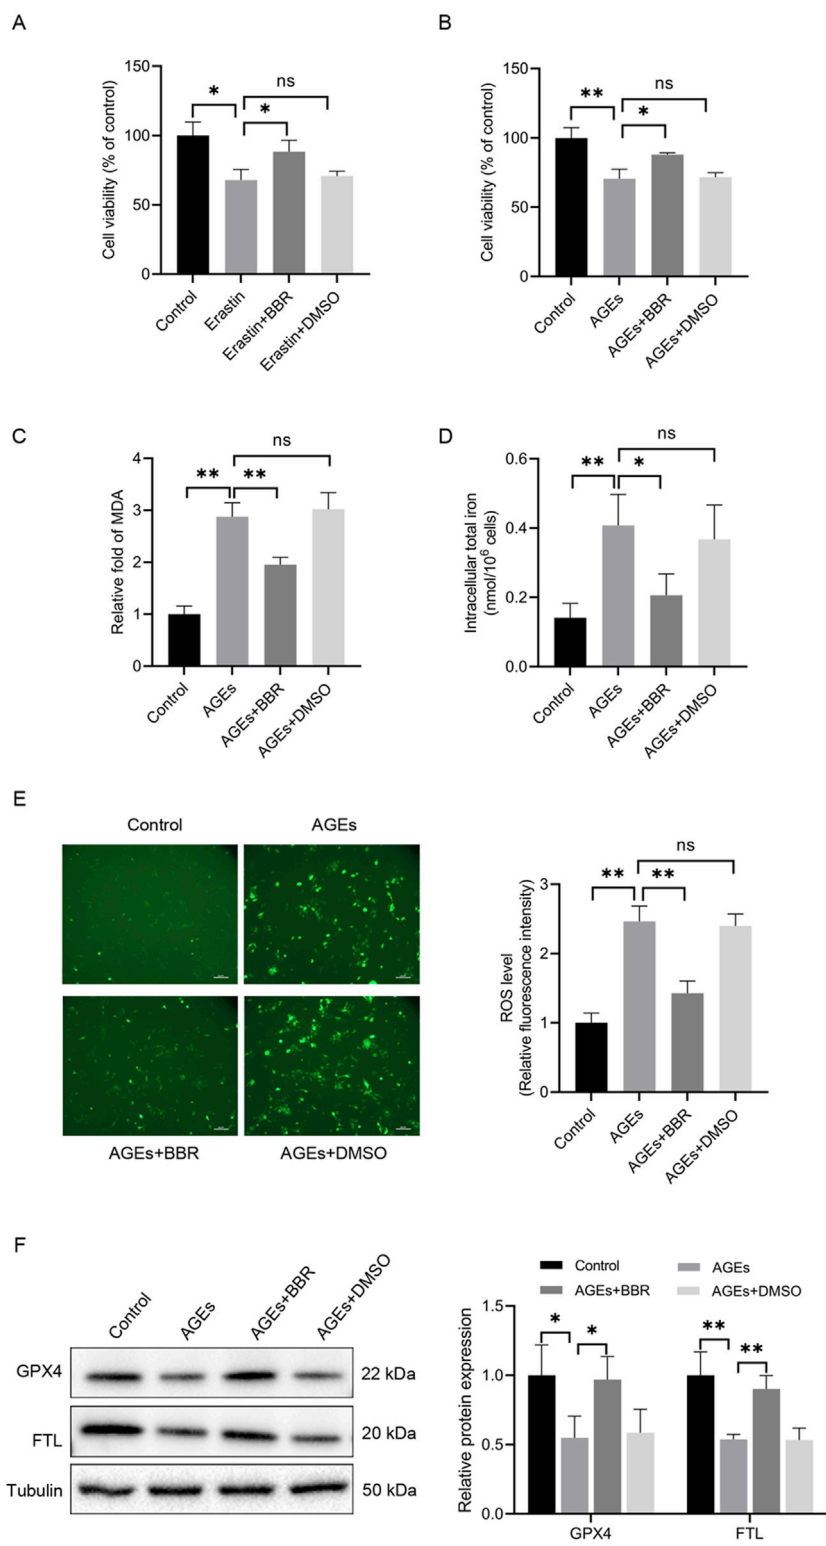 A
B
Cell viability (% of control)
150
100
50
0
*
*
ns
Control
Erastin
Erastin+BBR
Erastin+DMSO
Cell viability (% of control)
150
100
50
0
**
*
ns
Control
AGEs
AGEs+BBR
AGEs+DMSO
C
D
Relative fold of MDA
4
3
2
1
0
**
**
ns
Control
AGEs
AGEs+BBR
AGEs+DMSO
Intracellular total iron
(nmol/10⁶ cells)
0.6
0.4
0.2
0.0
**
*
ns
Control
AGEs
AGEs+BBR
AGEs+DMSO
E
Control
AGEs
AGEs+BBR
AGEs+DMSO
ROS level
(Relative fluorescence intensity)
3
2
1
0
**
**
ns
Control
AGEs
AGEs+BBR
AGEs+DMSO
F
Control
AGEs
AGEs+BBR
AGEs+DMSO
GPX4
22 kDa
FTL
20 kDa
Tubulin
50 kDa
Control
AGEs
AGEs+BBR
AGEs+DMSO
Relative protein expression
1.5
1.0
0.5
0.0
*
*
**
**
GPX4
FTL